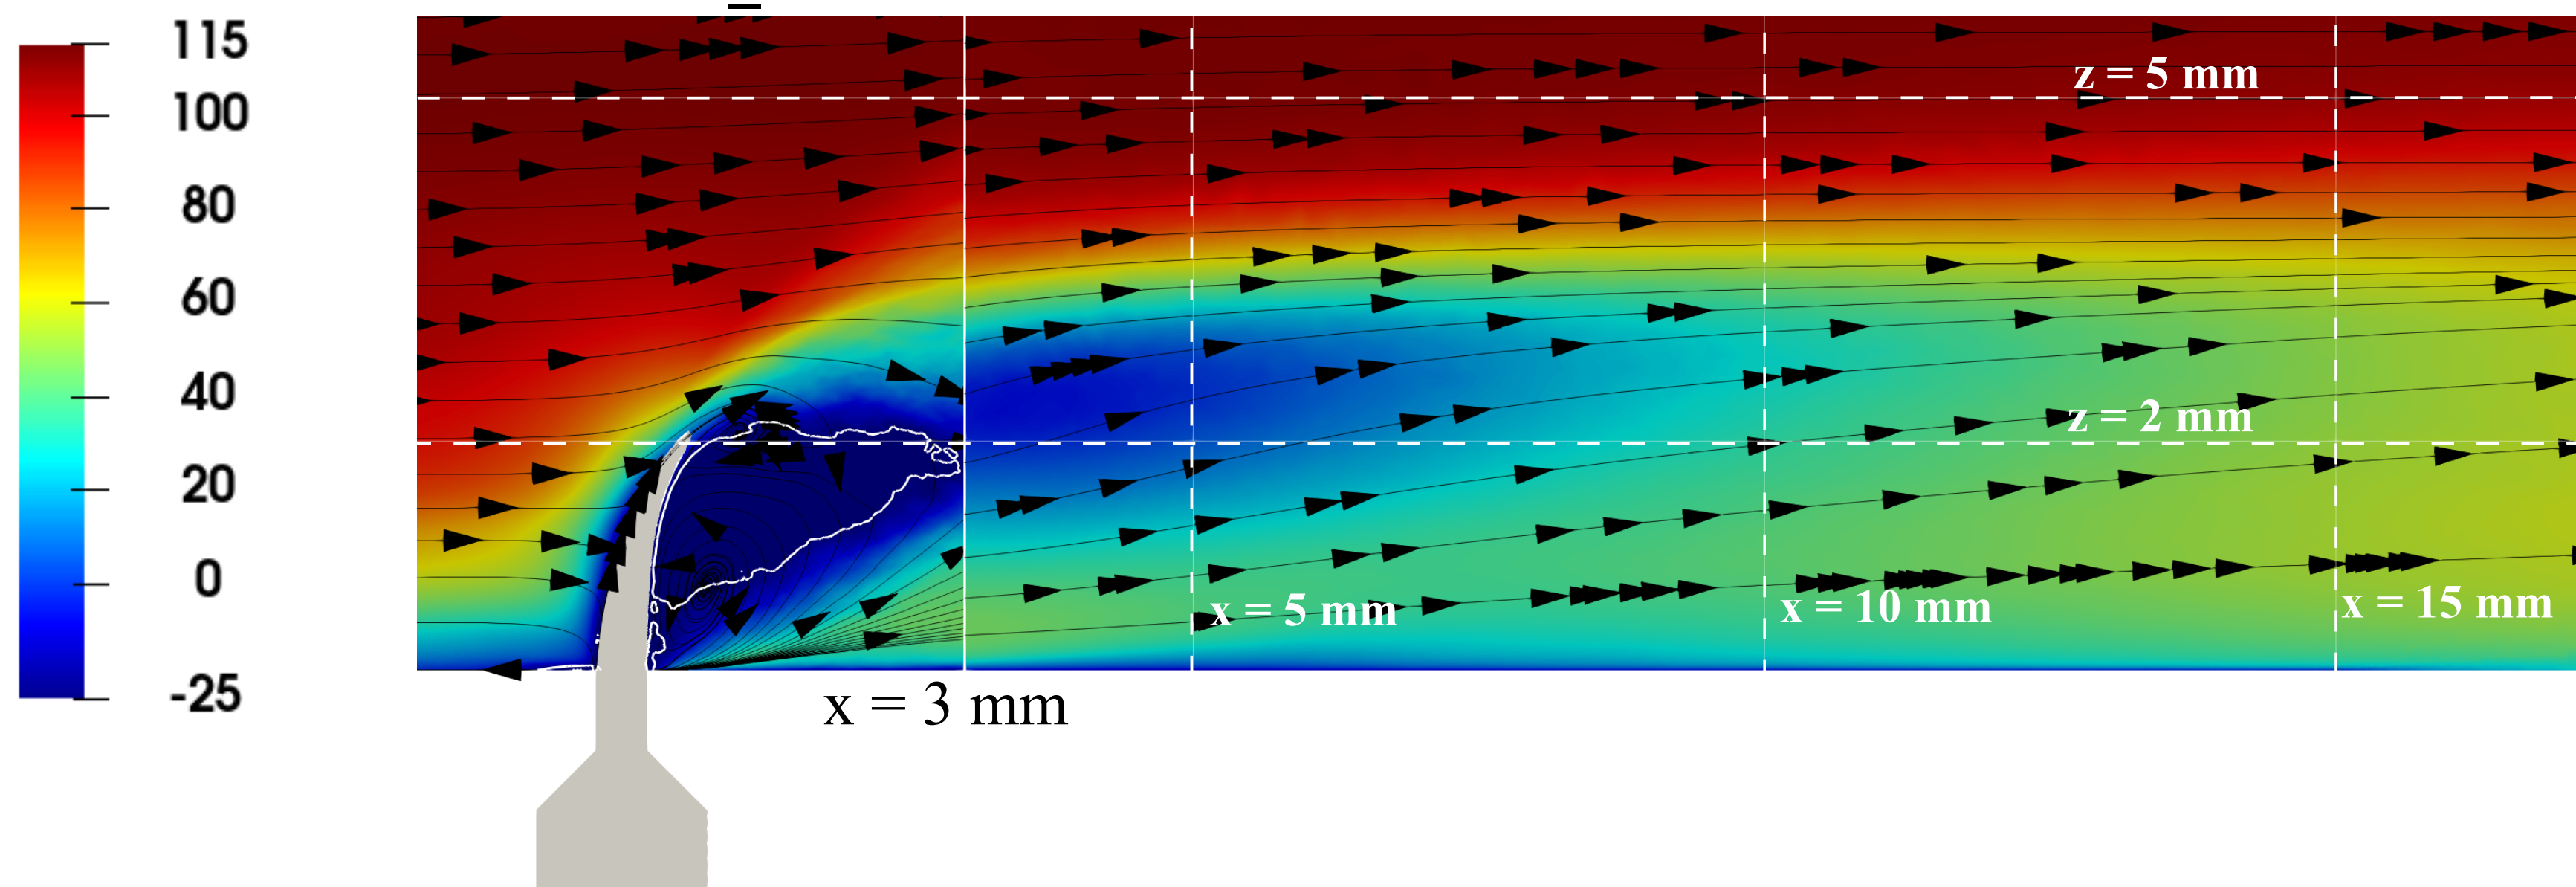 115
100
80
60
40
20
0
-25
z = 5 mm
z = 2 mm
x = 5 mm
x = 10 mm
x = 15 mm
x = 3 mm